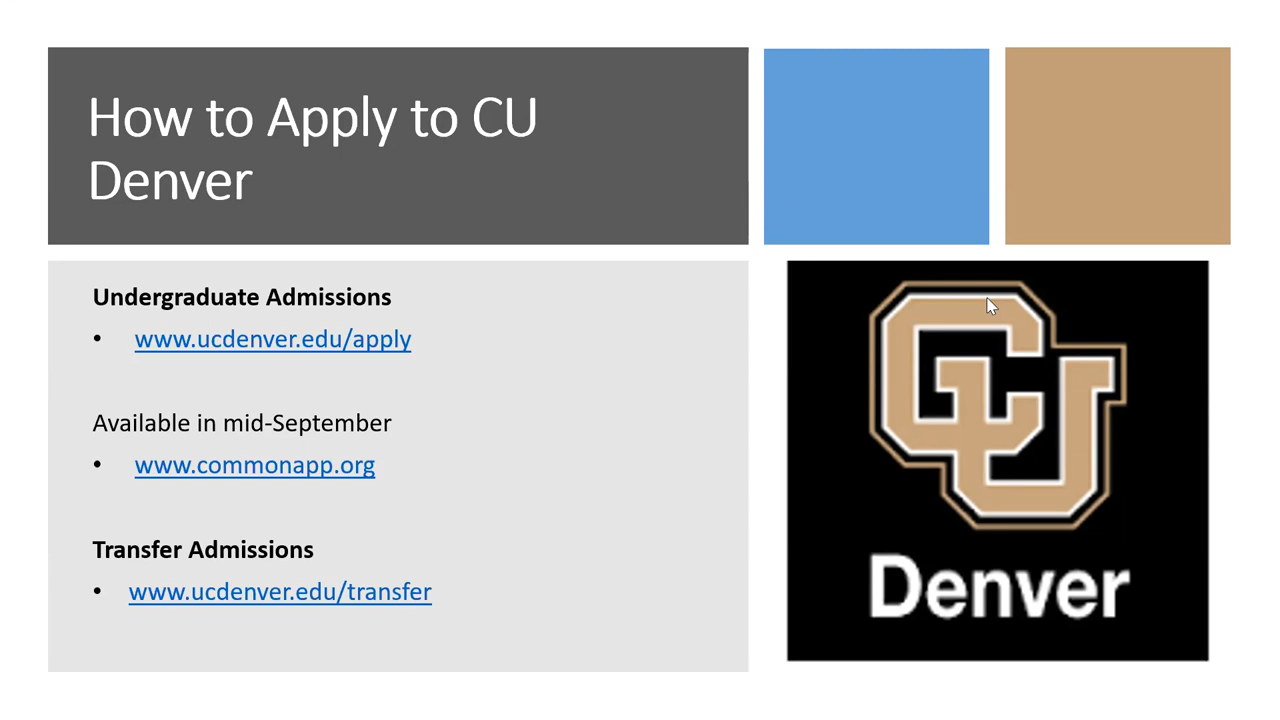 How to Apply to CU
Denver
Undergraduate Admissions
• www.ucdenver.edu/apply
Available in mid-September
• www.commonapp.org
Transfer Admissions
• www.ucdenver.edu/transfer
CU
Denver